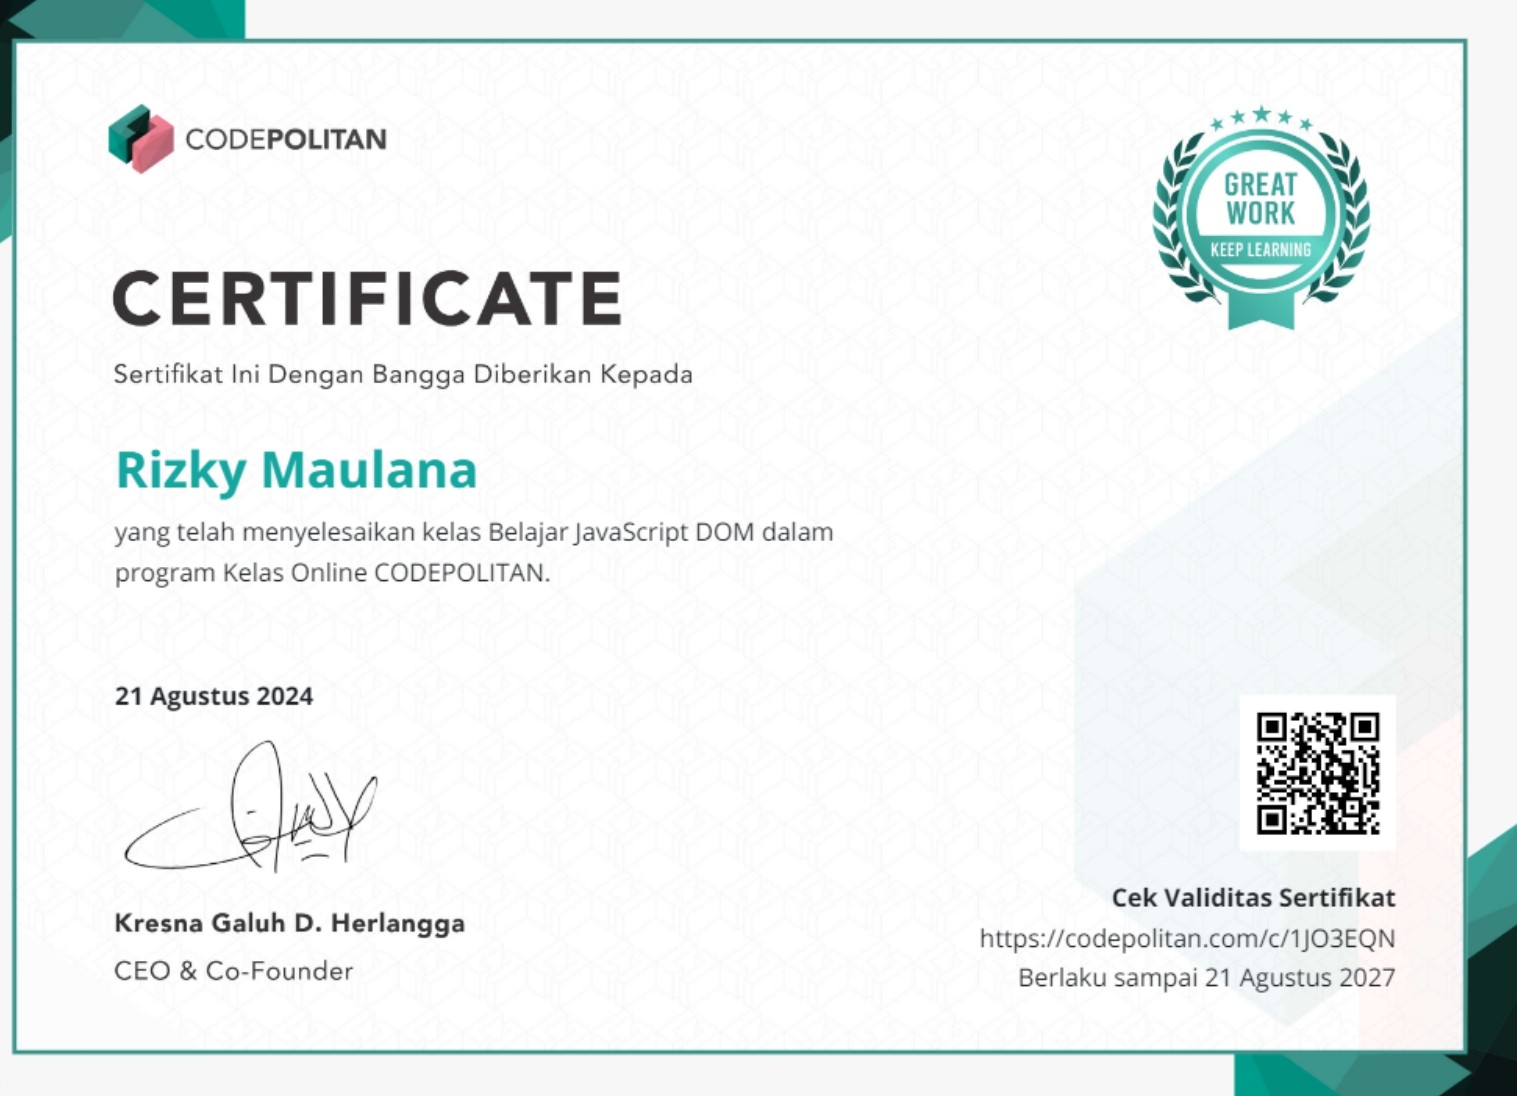 CODEPOLITAN
GREAT
WORK
KEEP LEARNING
CERTIFICATE
Sertifikat Ini Dengan Bangga Diberikan Kepada
Rizky Maulana
yang telah menyelesaikan kelas Belajar JavaScript DOM dalam
program Kelas Online CODEPOLITAN.
21 Agustus 2024
Kresna Galuh D. Herlangga
CEO & Co-Founder
Cek Validitas Sertifikat
https://codepolitan.com/c/1JO3EQN
Berlaku sampai 21 Agustus 2027